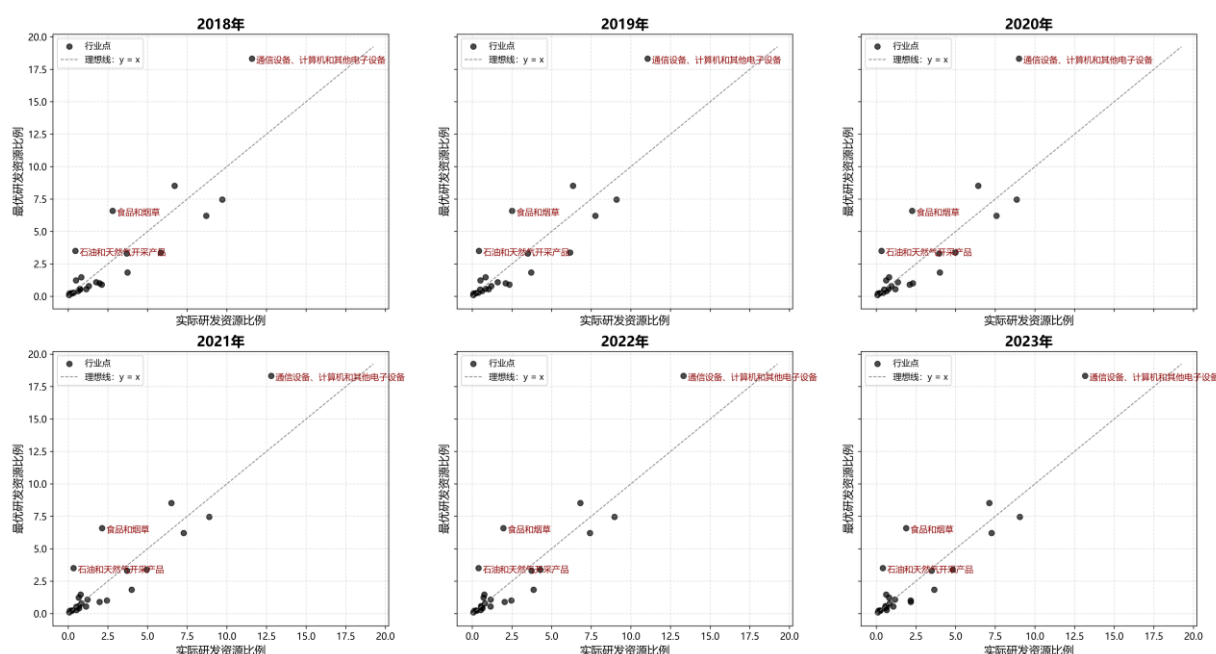 2018年
2019年
2020年
20.0
17.5
15.0
12.5
10.0
7.5
5.0
2.5
0.0
最优研发资源比例
行业点
理想线：y = x
通信设备、计算机和其他电子设备
食品和烟草
石油和天然气开采产品
0.0 2.5 5.0 7.5 10.0 12.5 15.0 17.5 20.0
实际研发资源比例
最优研发资源比例
行业点
理想线：y = x
通信设备、计算机和其他电子设备
食品和烟草
石油和天然气开采产品
实际研发资源比例
最优研发资源比例
行业点
理想线：y = x
通信设备、计算机和其他电子设备
食品和烟草
石油和天然气开采产品
实际研发资源比例
2021年
2022年
2023年
20.0
17.5
15.0
12.5
10.0
7.5
5.0
2.5
0.0
最优研发资源比例
行业点
理想线：y = x
通信设备、计算机和其他电子设备
食品和烟草
石油和天然气开采产品
0.0 2.5 5.0 7.5 10.0 12.5 15.0 17.5 20.0
实际研发资源比例
最优研发资源比例
行业点
理想线：y = x
通信设备、计算机和其他电子设备
食品和烟草
石油和天然气开采产品
0.0 2.5 5.0 7.5 10.0 12.5 15.0 17.5 20.0
实际研发资源比例
最优研发资源比例
行业点
理想线：y = x
通信设备、计算机和其他电子设备
食品和烟草
石油和天然气开采产品
0.0 2.5 5.0 7.5 10.0 12.5 15.0 17.5 20.0
实际研发资源比例